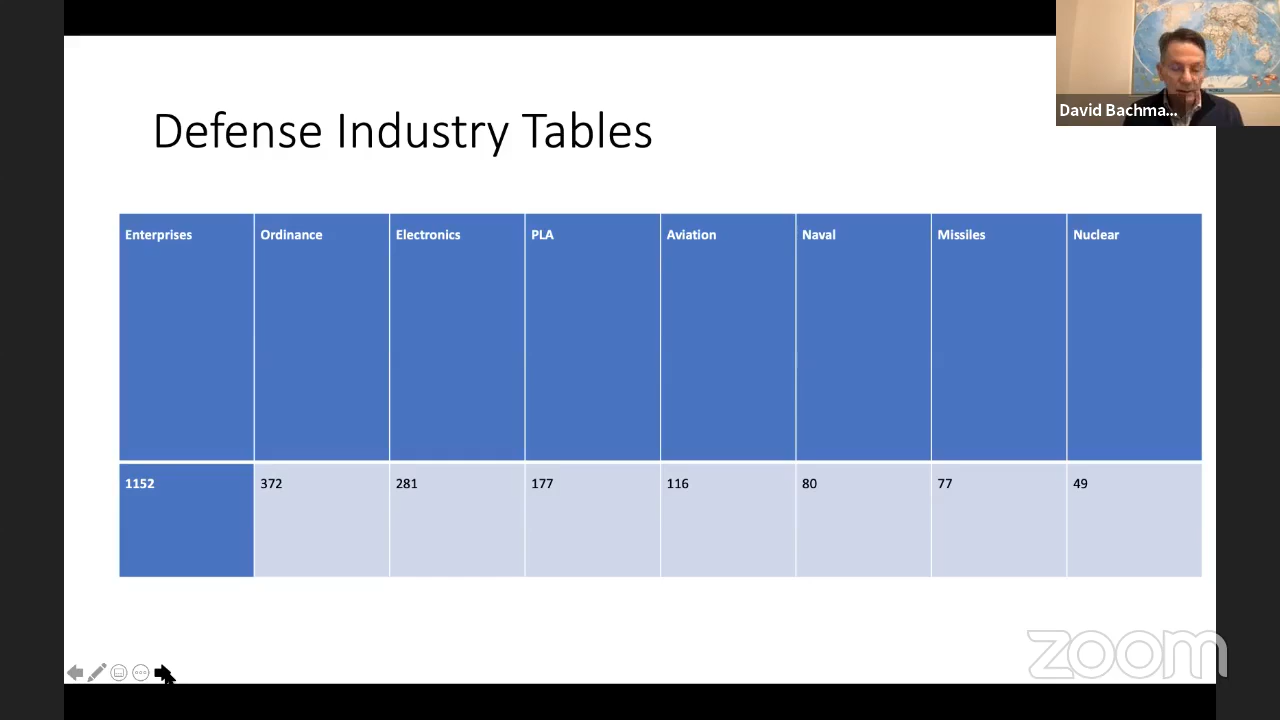 David Bachma...
Defense Industry Tables
Enterprises Ordinance Electronics PLA Aviation Naval Missiles Nuclear
1152 372 281 177 116 80 77 49
zoom